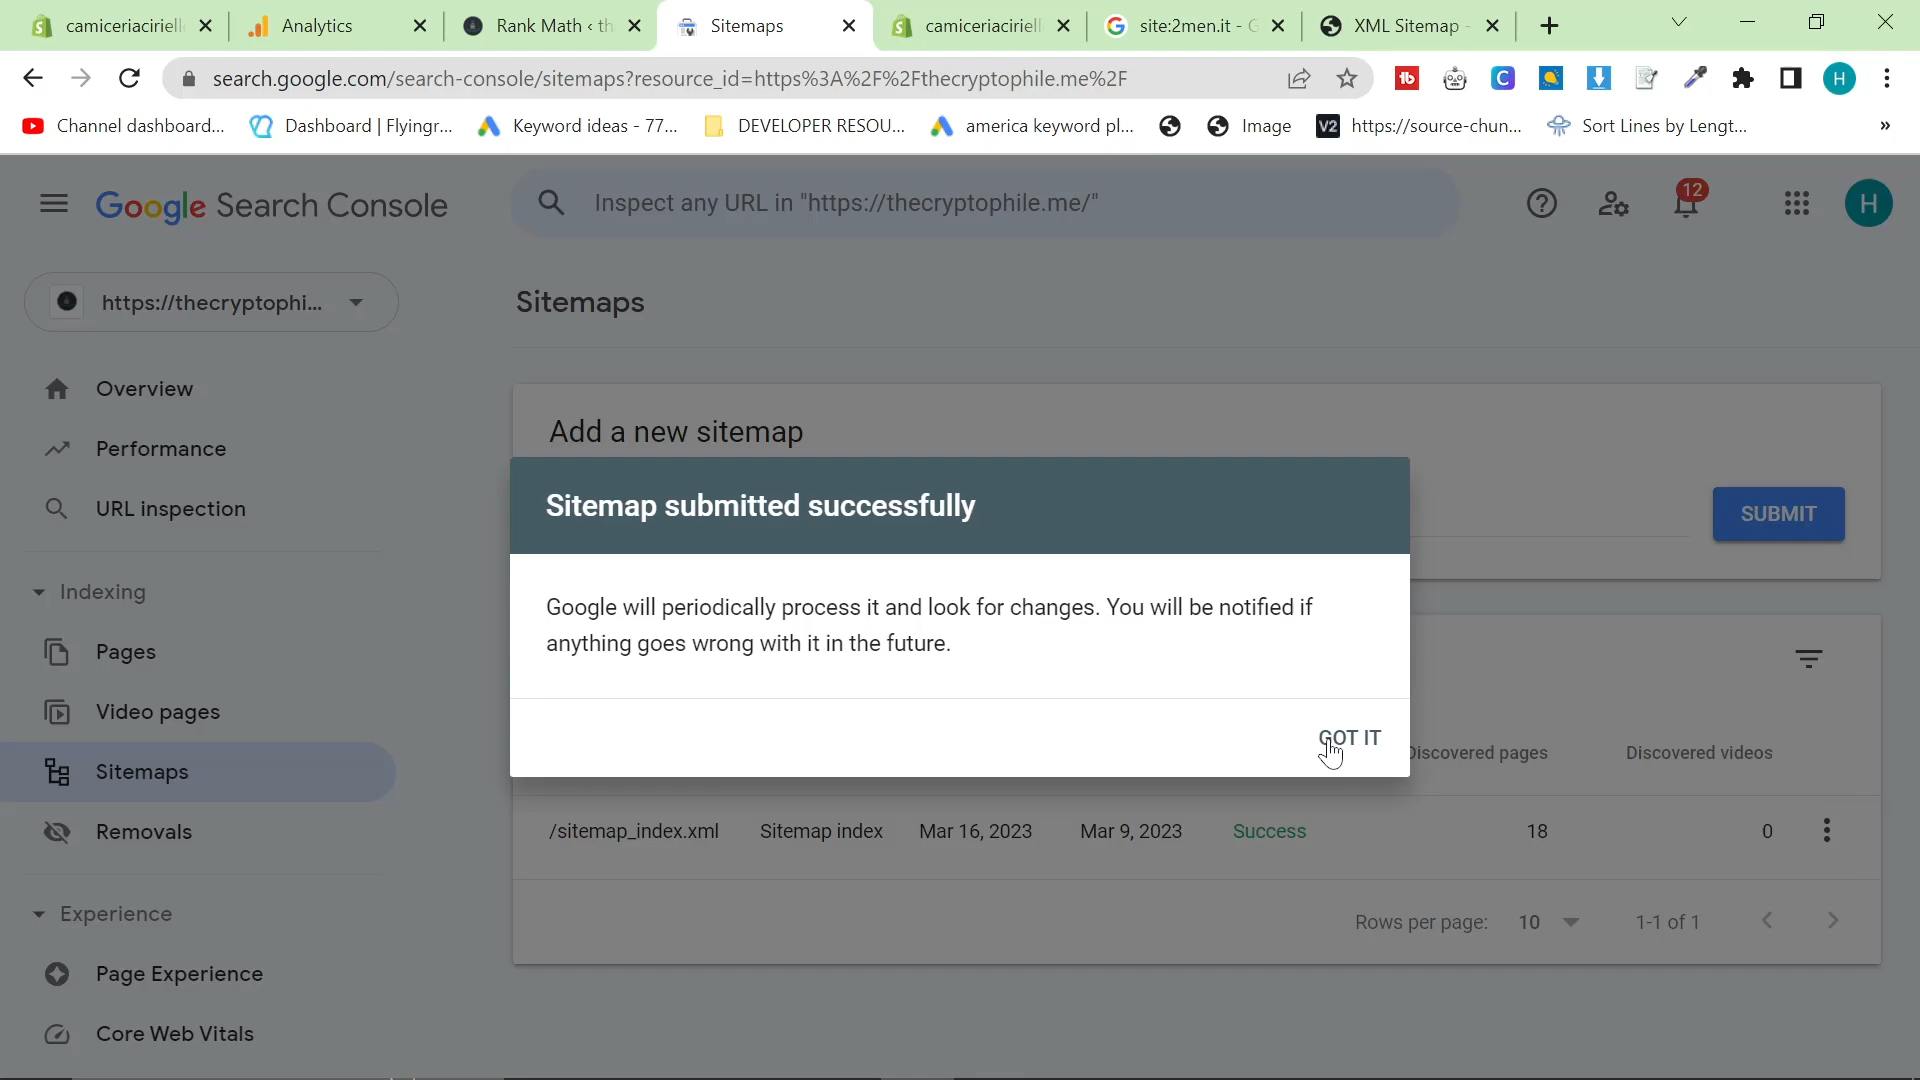 camiceriaciriell
Analytics
Rank Math ‹ th
Sitemaps
camiceriaciriell
site:2men.it - G
XML Sitemap -
search.google.com/search-console/sitemaps?resource_id=https%3A%2F%2Fthecryptophile.me%2F
H
Channel dashboard...
Dashboard | Flyingr...
Keyword ideas - 77...
DEVELOPER RESOU...
america keyword pl...
Image
V2
https://source-chun...
Sort Lines by Lengt...
»
Google Search Console
Inspect any URL in "https://thecryptophile.me/"
12
H
https://thecryptophi...
Sitemaps
Overview
Performance
URL inspection
Indexing
Pages
Video pages
Sitemaps
Removals
Experience
Page Experience
Core Web Vitals
Add a new sitemap
SUBMIT
Sitemap submitted successfully
Google will periodically process it and look for changes. You will be notified if
anything goes wrong with it in the future.
GOT IT
Discovered pages
Discovered videos
/sitemap_index.xml Sitemap index Mar 16, 2023 Mar 9, 2023 Success 18 0
Rows per page: 10 1-1 of 1